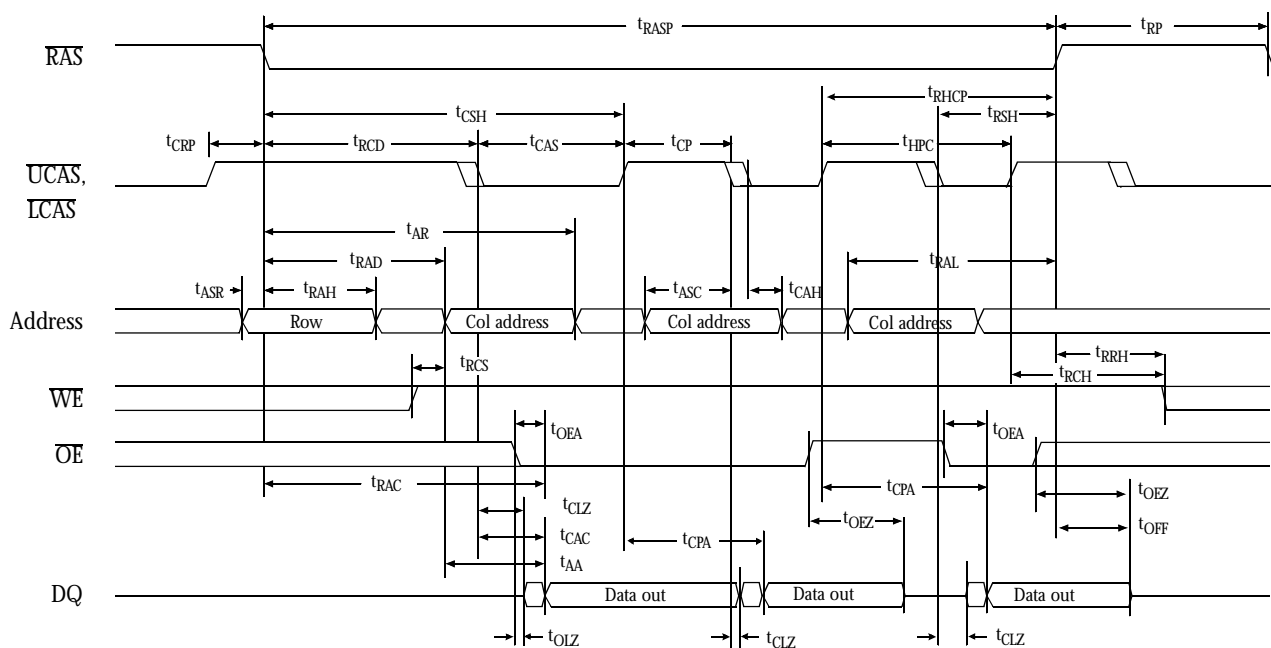 tRASP
tRP
RAS
tRHCP
tCSH
tRSH
tCRP
tRCD
tCAS
tCP
tHPC
UCAS,
LCAS
tAR
tRAD
tRAL
tASR
tRAH
tASC
tCAH
Address
Row
Col address
Col address
Col address
tRCS
tRRH
tRCH
WE
tOEA
tOEA
OE
tRAC
tCPA
tCLZ
tOEZ
tOEZ
tCAC
tCPA
tOFF
tAA
DQ
Data out
Data out
Data out
tOLZ
tCLZ
tCLZ